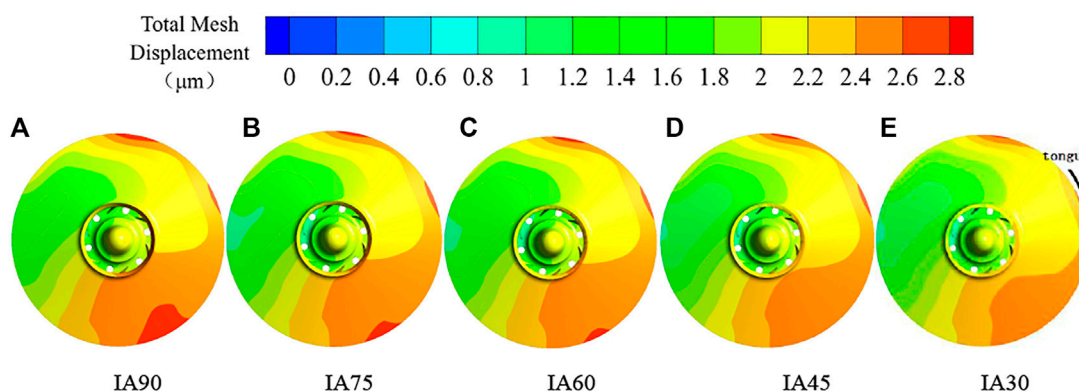 Total Mesh
Displacement
（μm）
0 0.2 0.4 0.6 0.8 1 1.2 1.4 1.6 1.8 2 2.2 2.4 2.6 2.8
A B C D E
tongu
IA90 IA75 IA60 IA45 IA30